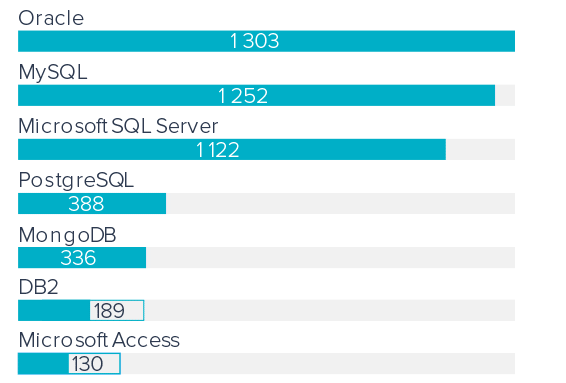 Oracle
1 303
MySQL
1 252
Microsoft SQL Server
1 122
PostgreSQL
388
MongoDB
336
DB2
189
Microsoft Access
130